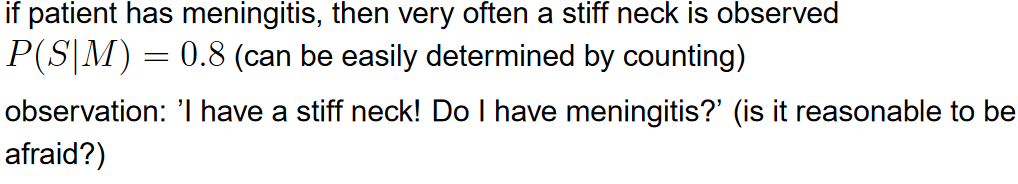 if patient has meningitis, then very often a stiff neck is observed
P(S|M) = 0.8 (can be easily determined by counting)
observation: ’I have a stiff neck! Do I have meningitis?’ (is it reasonable to be
afraid?)